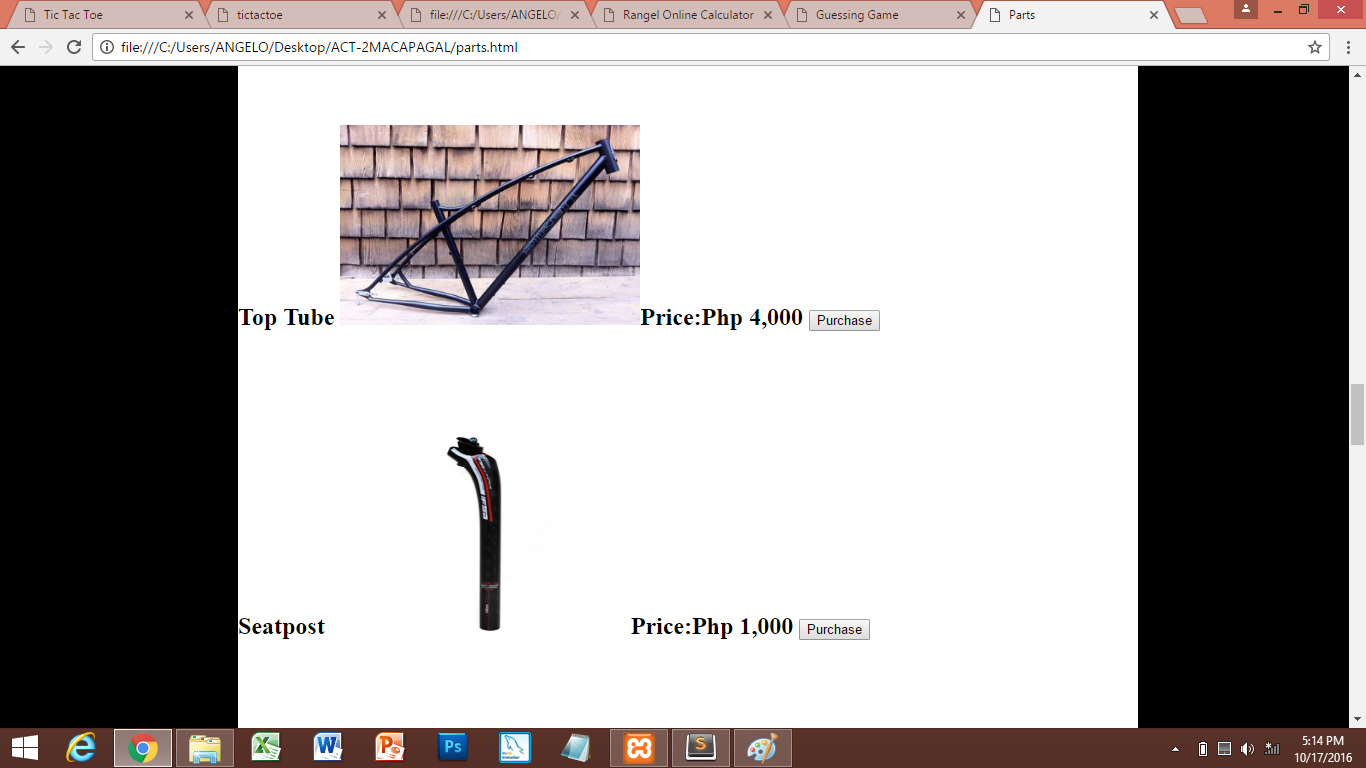 Tic Tac Toe
tictactoe
file:///C:/Users/ANGELO/
Rangel Online Calculator
Guessing Game
Parts
file:///C:/Users/ANGELO/Desktop/ACT-2MACAPAGAL/parts.html
Top Tube Price:Php 4,000 Purchase
Seatpost Price:Php 1,000 Purchase
5:14 PM
10/17/2016